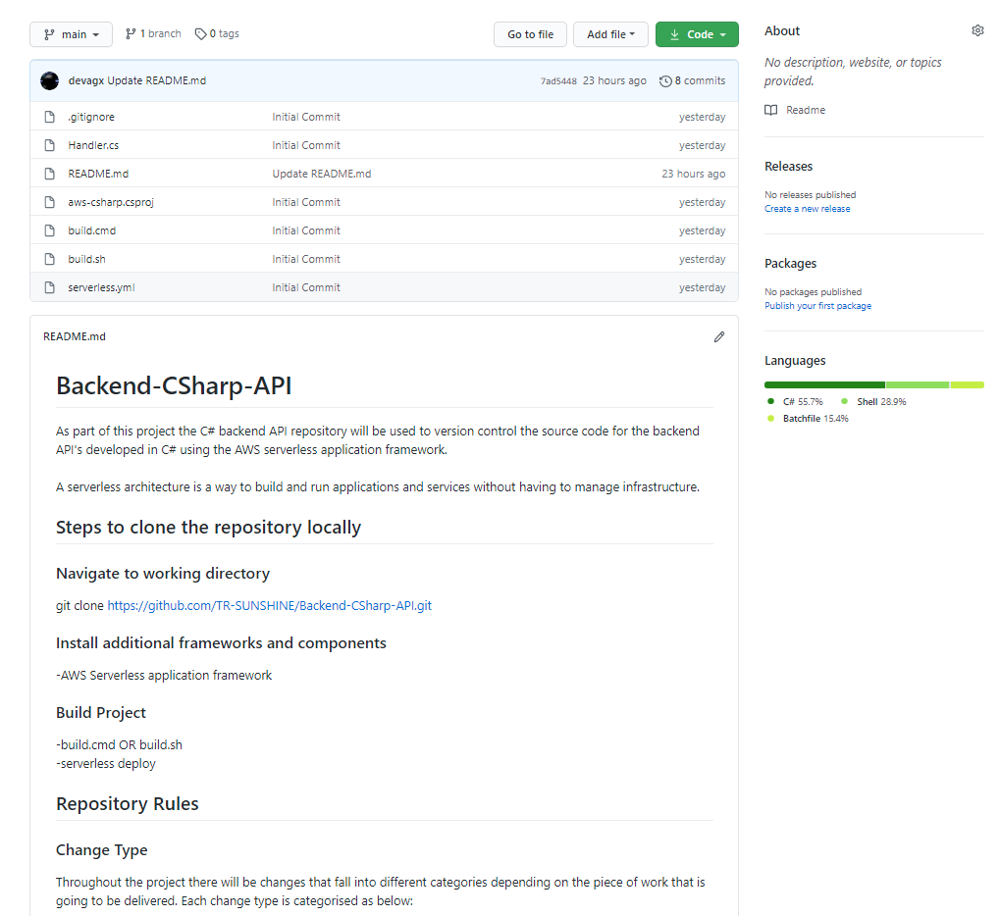 main
1 branch
0 tags
Go to file
Add file
Code
devagx Update README.md
7ad5448 23 hours ago
8 commits
.gitignore Initial Commit yesterday
Handler.cs Initial Commit yesterday
README.md Update README.md 23 hours ago
aws-csharp.csproj Initial Commit yesterday
build.cmd Initial Commit yesterday
build.sh Initial Commit yesterday
serverless.yml Initial Commit yesterday
README.md
Backend-CSharp-API
As part of this project the C# backend API repository will be used to version control the source code for the backend
API's developed in C# using the AWS serverless application framework.
A serverless architecture is a way to build and run applications and services without having to manage infrastructure.
Steps to clone the repository locally
Navigate to working directory
git clone https://github.com/TR-SUNSHINE/Backend-CSharp-API.git
Install additional frameworks and components
-AWS Serverless application framework
Build Project
-build.cmd OR build.sh
-serverless deploy
Repository Rules
Change Type
Throughout the project there will be changes that fall into different categories depending on the piece of work that is
going to be delivered. Each change type is categorised as below:
About
No description, website, or topics
provided.
Readme
Releases
No releases published
Create a new release
Packages
No packages published
Publish your first package
Languages
C# 55.7%
Shell 28.9%
Batchfile 15.4%